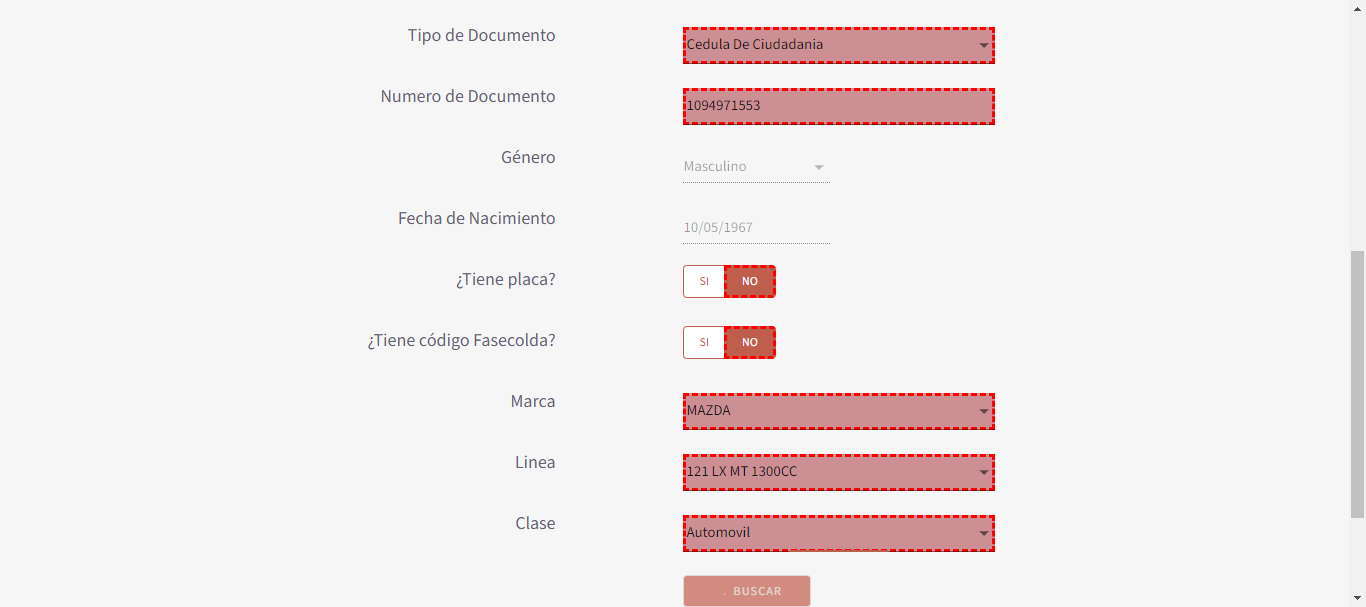 Tipo de Documento Cedula De Ciudadania
Numero de Documento 1094971553
Género Masculino
Fecha de Nacimiento 10/05/1967
¿Tiene placa? SI NO
¿Tiene código Fasecolda? SI NO
Marca MAZDA
Linea 121 LX MT 1300CC
Clase Automovil
BUSCAR